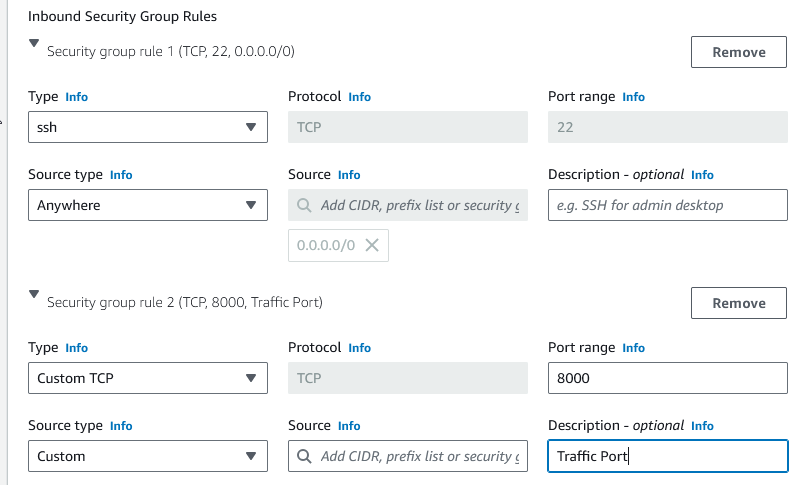 Inbound Security Group Rules
Security group rule 1 (TCP, 22, 0.0.0.0/0)
Remove
Type Info
Protocol Info
Port range Info
ssh
TCP
22
Source type Info
Source Info
Description - optional Info
Anywhere
Add CIDR, prefix list or security g
e.g. SSH for admin desktop
0.0.0.0/0
Security group rule 2 (TCP, 8000, Traffic Port)
Remove
Type Info
Protocol Info
Port range Info
Custom TCP
TCP
8000
Source type Info
Source Info
Description - optional Info
Custom
Add CIDR, prefix list or security g
Traffic Port